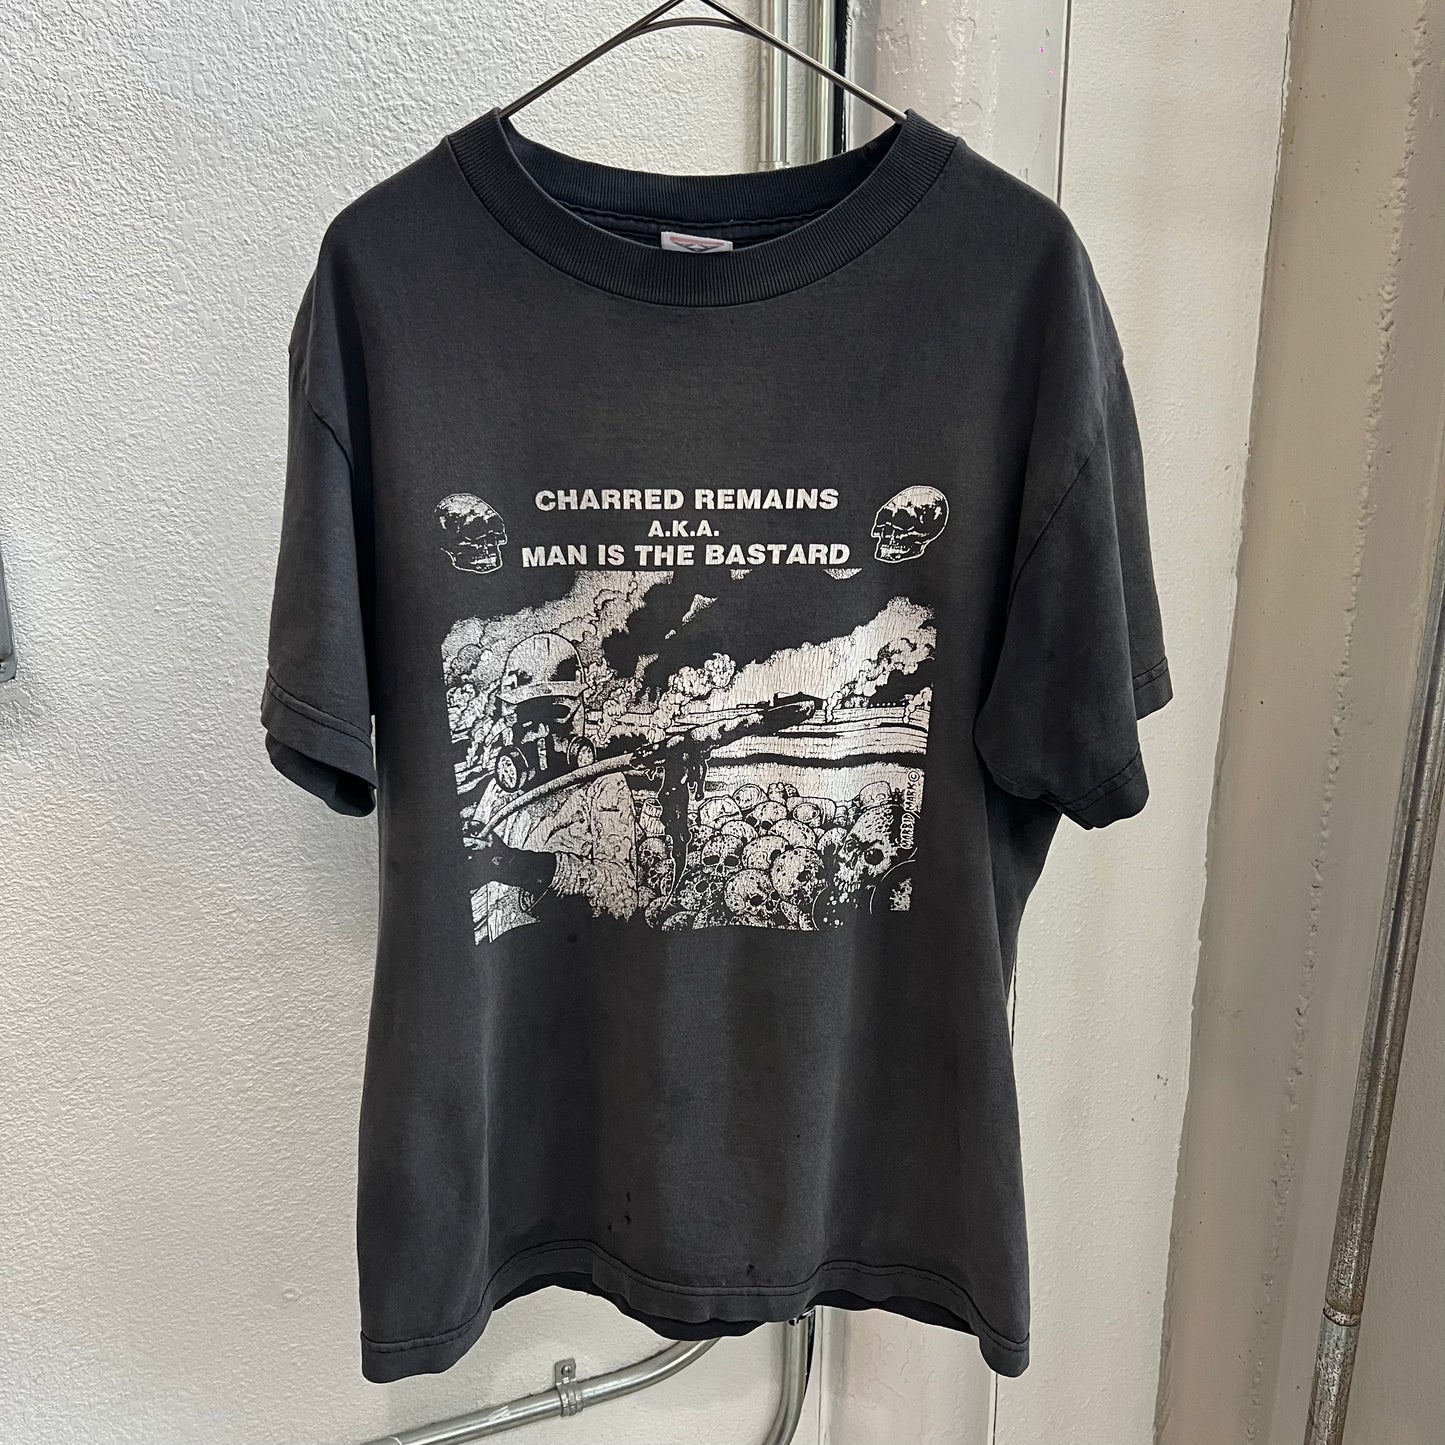 CHARRED REMAINS
A.K.A.
MAN IS THE BASTARD